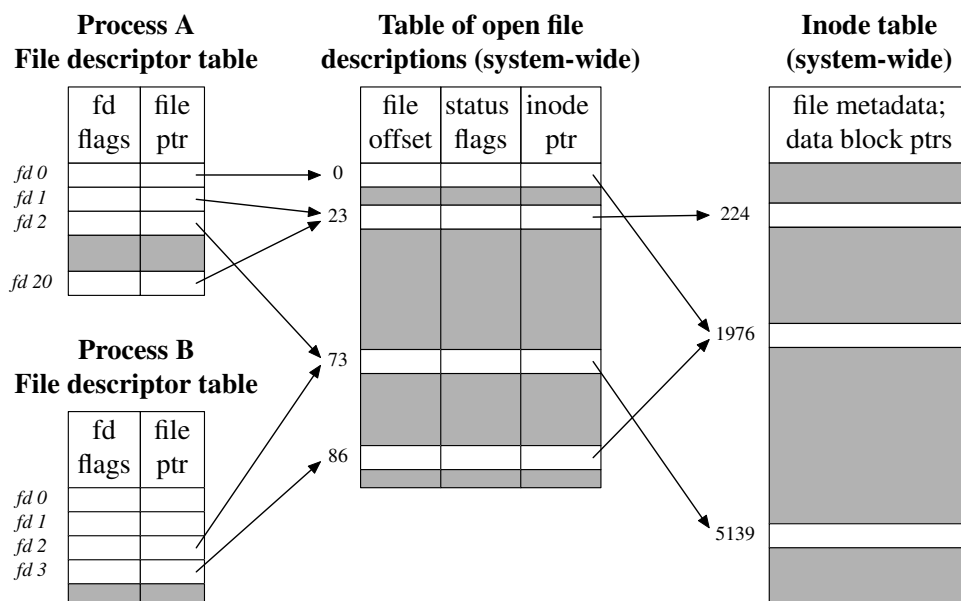 Process A
File descriptor table
fd
flags
file
ptr
fd 0
fd 1
fd 2
fd 20
Process B
File descriptor table
fd
flags
file
ptr
fd 0
fd 1
fd 2
fd 3
Table of open file
descriptions (system-wide)
file
offset
status
flags
inode
ptr
0
23
73
86
Inode table
(system-wide)
file metadata;
data block ptrs
224
1976
5139